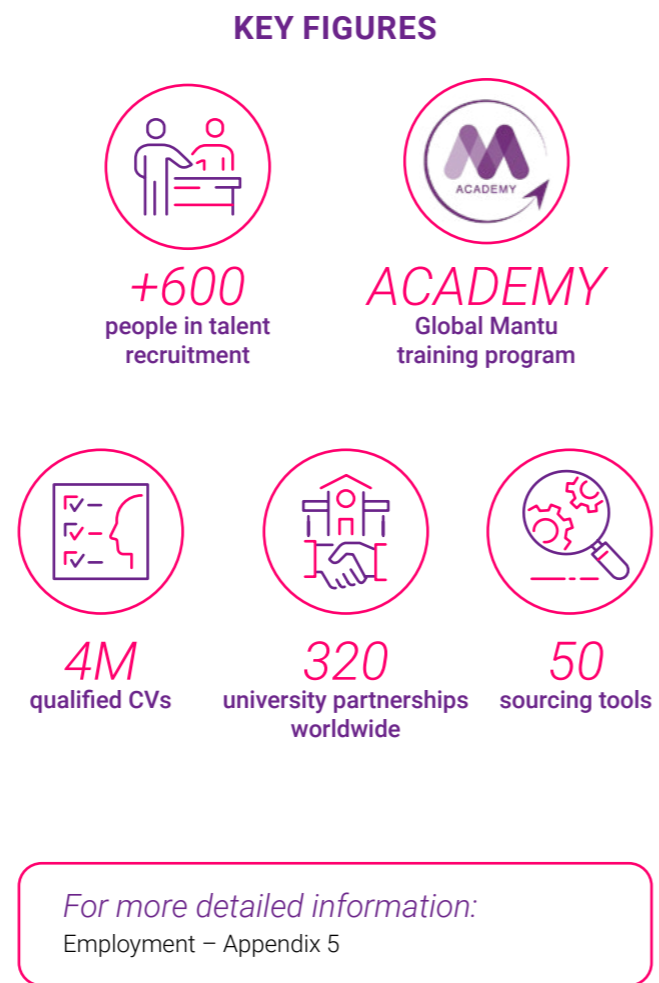 KEY FIGURES
ACADEMY
+600
people in talent
recruitment
ACADEMY
Global Mantu
training program
4M
qualified CVs
320
university partnerships
worldwide
50
sourcing tools
For more detailed information:
Employment – Appendix 5